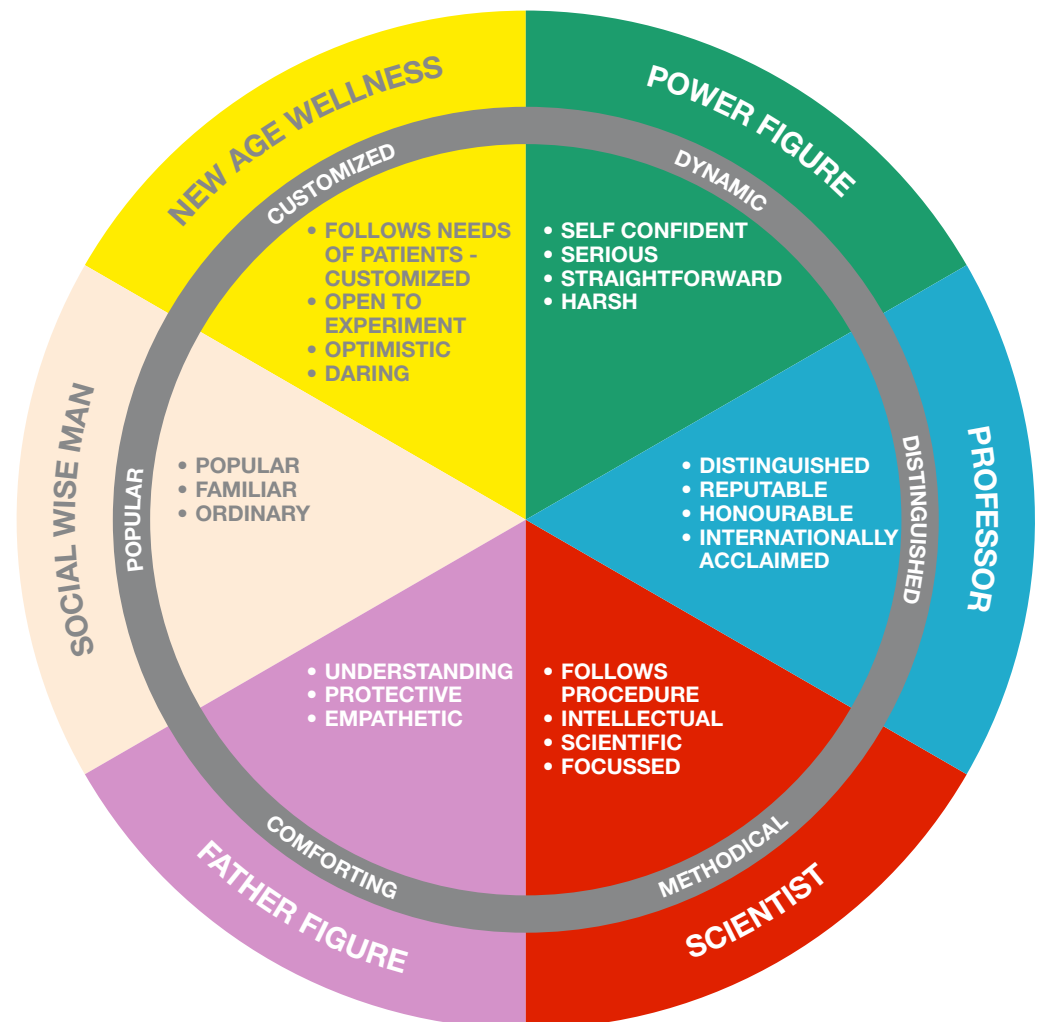 NEW AGE WELLNESS
CUSTOMIZED
• FOLLOWS NEEDS
OF PATIENTS -
CUSTOMIZED
• OPEN TO
EXPERIMENT
• OPTIMISTIC
• DARING
POWER FIGURE
DYNAMIC
• SELF CONFIDENT
• SERIOUS
• STRAIGHTFORWARD
• HARSH
PROFESSOR
DISTINGUISHED
• DISTINGUISHED
• REPUTABLE
• HONOURABLE
• INTERNATIONALLY
ACCLAIMED
SCIENTIST
METHODICAL
• FOLLOWS
PROCEDURE
• INTELLECTUAL
• SCIENTIFIC
• FOCUSSED
FATHER FIGURE
COMFORTING
• UNDERSTANDING
• PROTECTIVE
• EMPATHETIC
SOCIAL WISE MAN
POPULAR
• POPULAR
• FAMILIAR
• ORDINARY